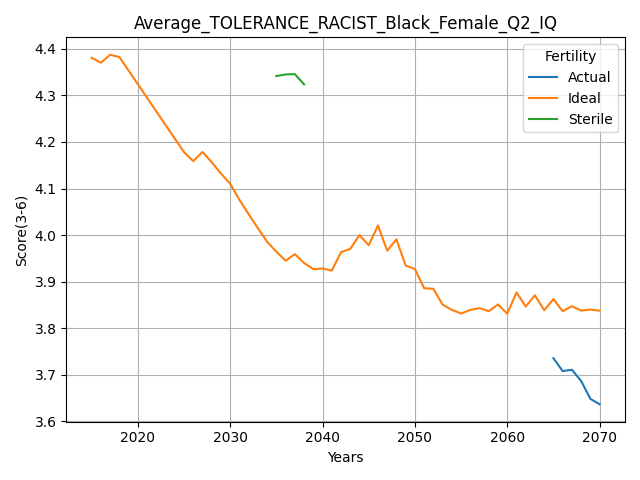 Average_TOLERANCE_RACIST_Black_Female_Q2_IQ
Fertility
Actual
Ideal
Sterile
Score(3-6)
4.4
4.3
4.2
4.1
4.0
3.9
3.8
3.7
3.6
2020 2030 2040 2050 2060 2070
Years